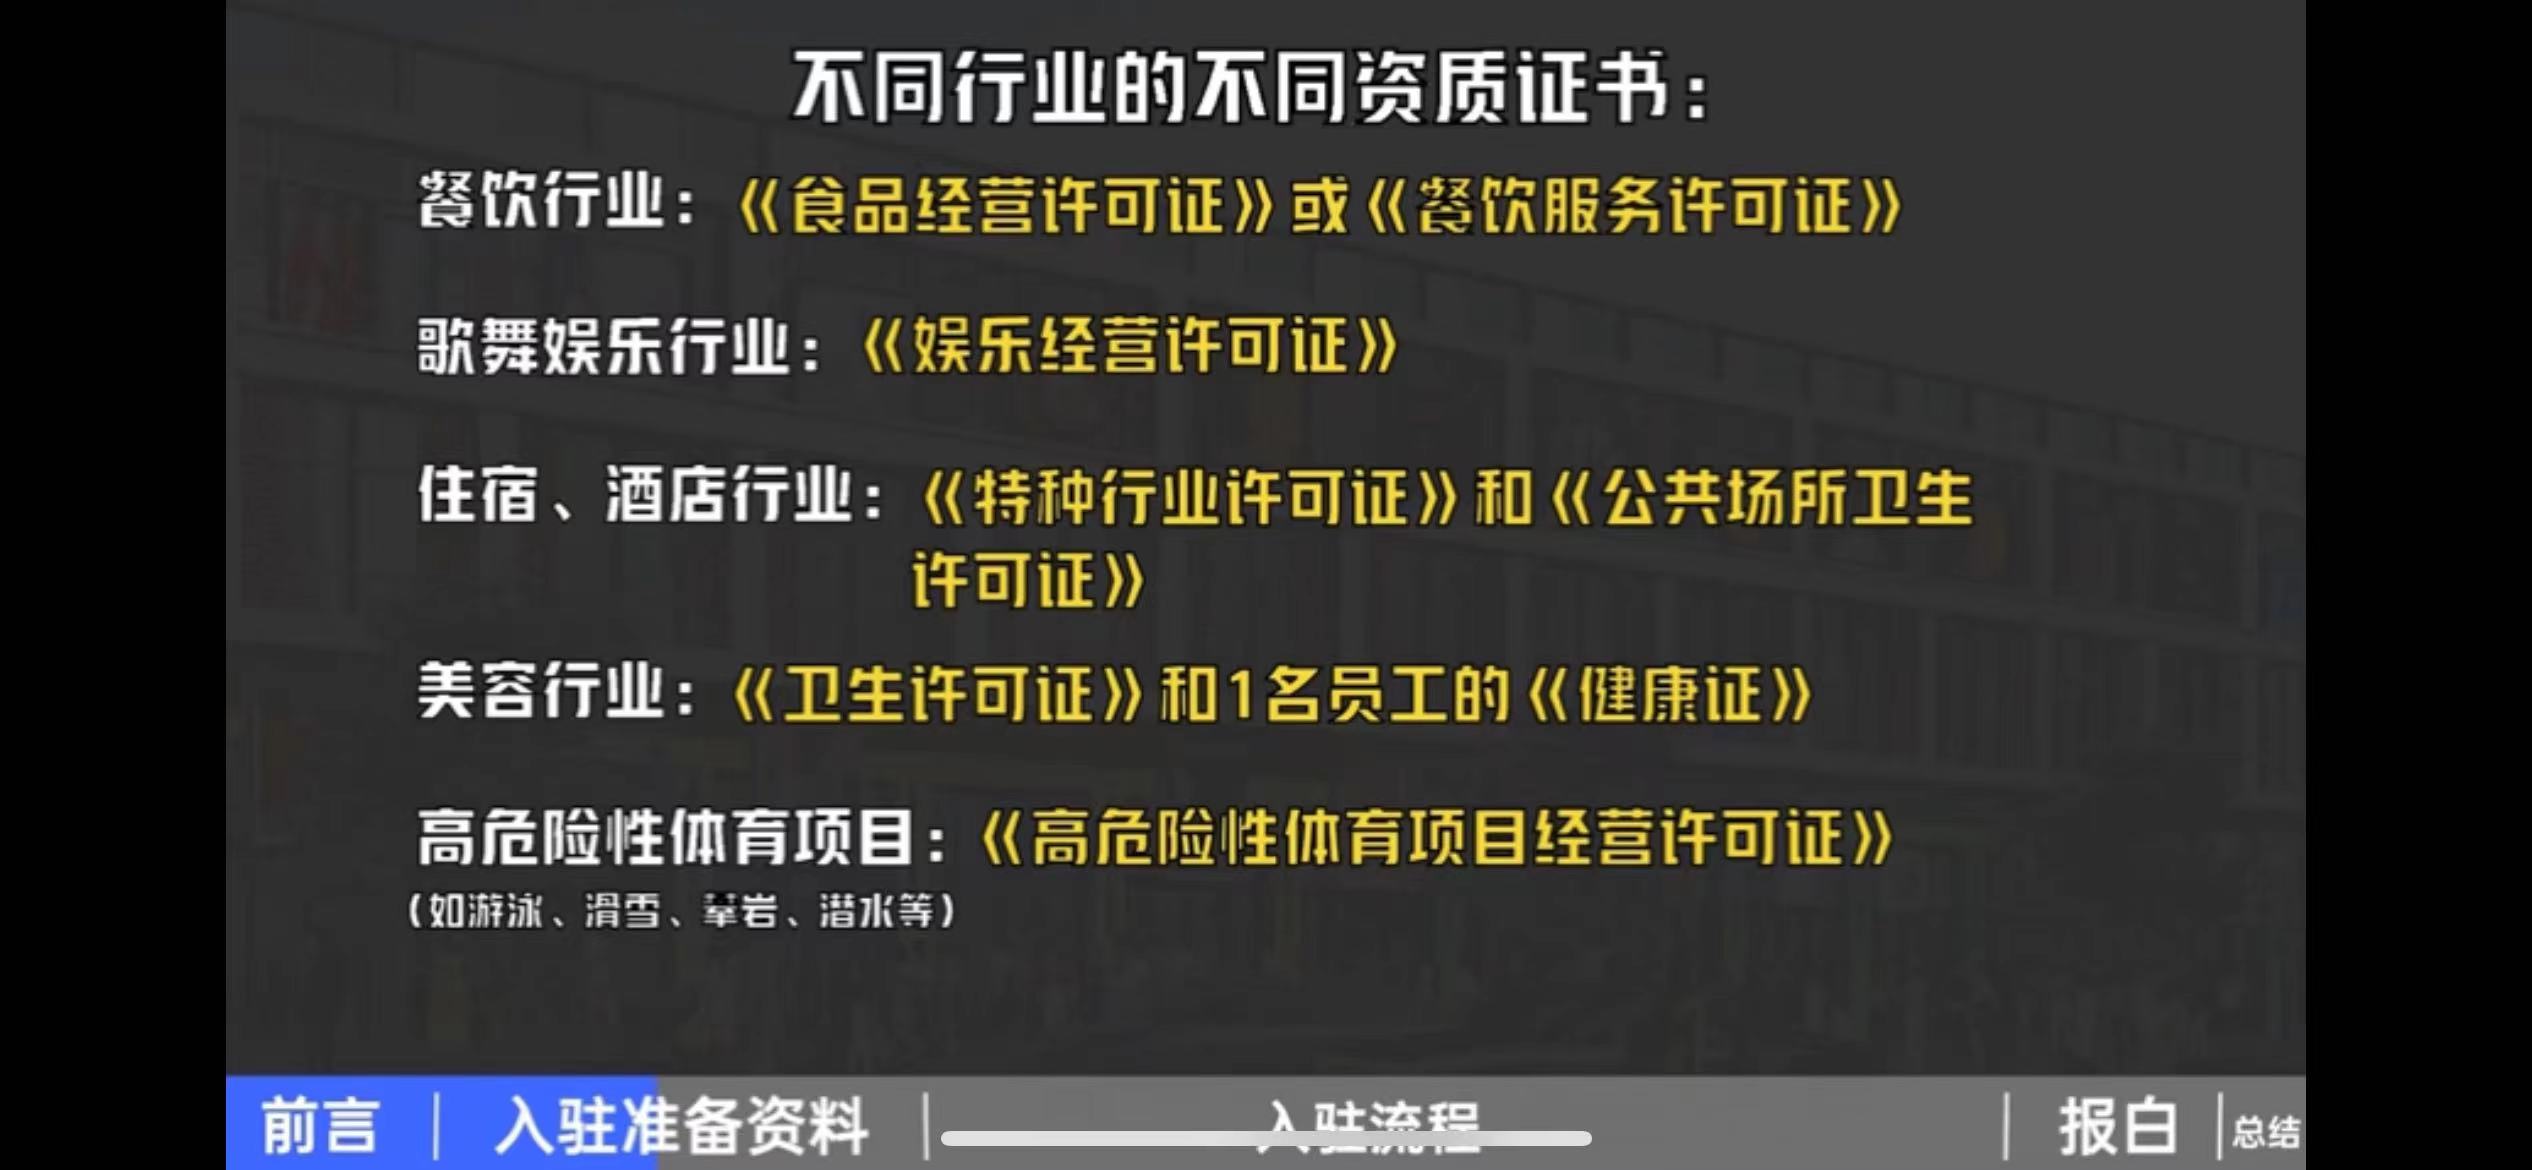 不同行业的不同资质证书：
餐饮行业：《食品经营许可证》或《餐饮服务许可证》
歌舞娱乐行业：《娱乐经营许可证》
住宿、酒店行业：《特种行业许可证》和《公共场所卫生
许可证》
美容行业：《卫生许可证》和1名员工的《健康证》
高危险性体育项目：《高危险性体育项目经营许可证》
（如游泳、滑雪、攀岩、潜水等）
前言 | 入驻准备资料 | 入驻流程 | 报白 | 总结